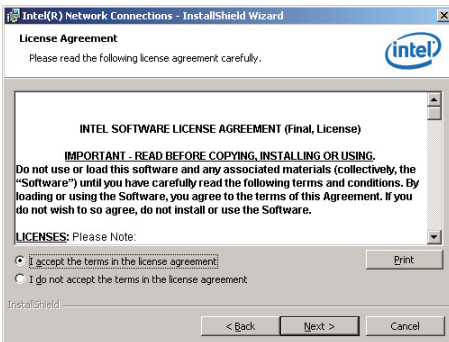 Intel(R) Network Connections - InstallShield Wizard
License Agreement
Please read the following license agreement carefully.
intel
INTEL SOFTWARE LICENSE AGREEMENT (Final, License)
IMPORTANT - READ BEFORE COPYING, INSTALLING OR USING.
Do not use or load this software and any associated materials (collectively, the
“Software”) until you have carefully read the following terms and conditions. By
loading or using the Software, you agree to the terms of this Agreement. If you
do not wish to so agree, do not install or use the Software.
LICENSES: Please Note:
I accept the terms in the license agreement
Print
I do not accept the terms in the license agreement
InstallShield
< Back
Next >
Cancel